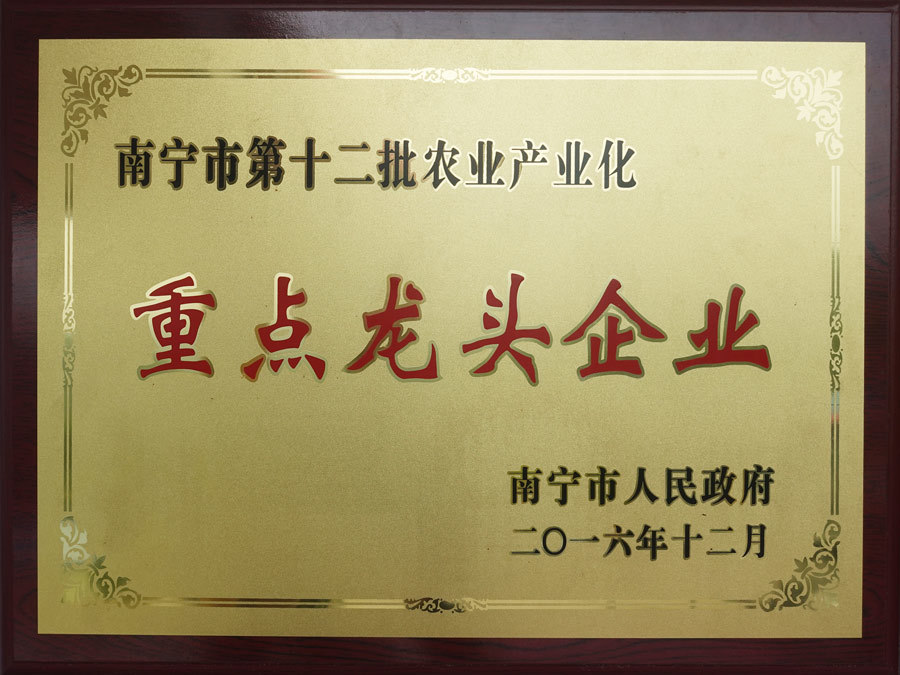 南宁市第十二批农业产业化
重点龙头企业
南宁市人民政府
二〇一六年十二月